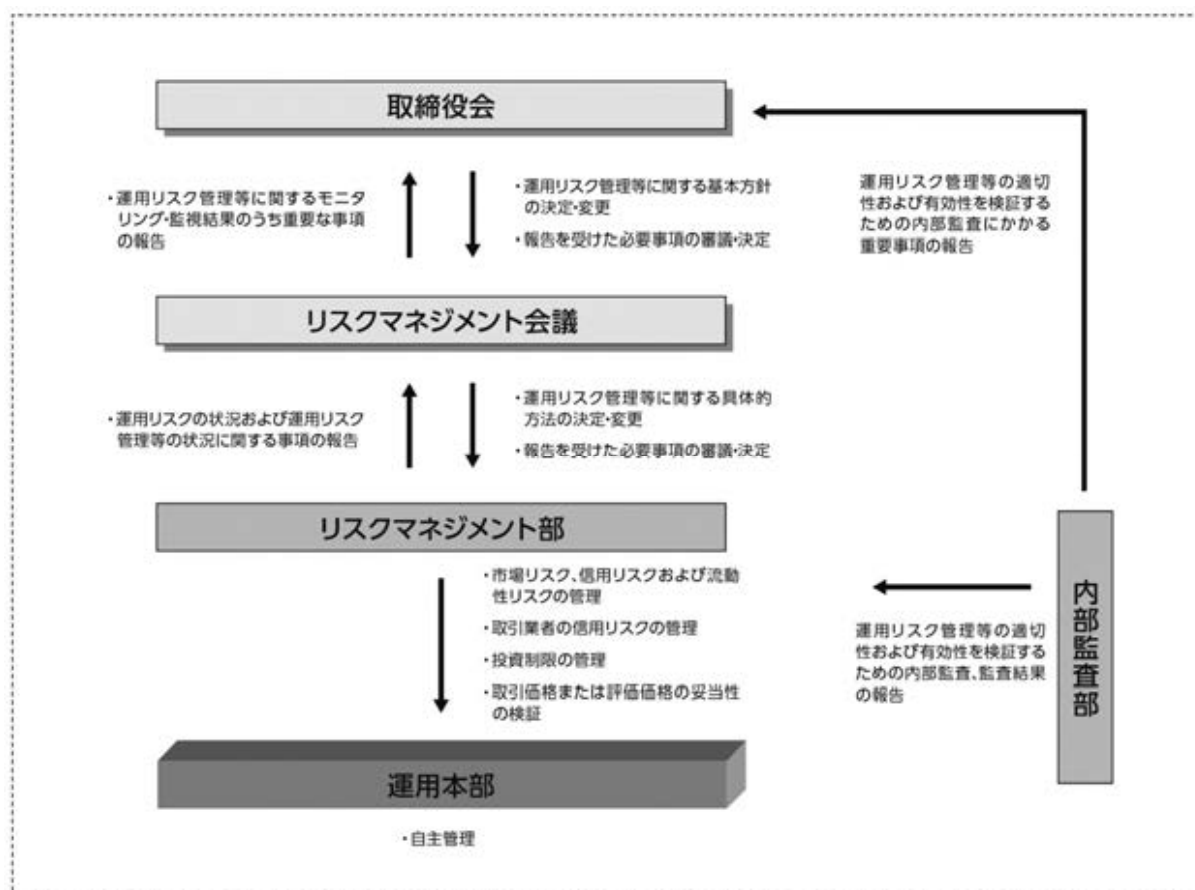 取締役会
・運用リスク管理等に関するモニタ
リング・監視結果のうち重要な事項
の報告
・運用リスク管理等に関する基本方針
の決定・変更
・報告を受けた必要事項の審議・決定
運用リスク管理等の適切
性および有効性を検証する
ための内部監査にかかる
重要事項の報告
リスクマネジメント会議
・運用リスクの状況および運用リスク
管理等の状況に関する事項の報告
・運用リスク管理等に関する具体的
方法の決定・変更
・報告を受けた必要事項の審議・決定
リスクマネジメント部
・市場リスク、信用リスクおよび流動
性リスクの管理
・取引業者の信用リスクの管理
・投資制限の管理
・取引価格または評価価格の妥当性
の検証
運用リスク管理等の適切
性および有効性を検証する
ための内部監査、監査結果
の報告
内部監査部
運用本部
・自主管理